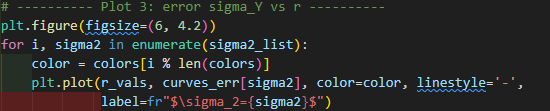 # ---------- Plot 3: error sigma_Y vs r ----------
plt.figure(figsize=(6, 4.2))
for i, sigma2 in enumerate(sigma2_list):
    color = colors[i % len(colors)]
    plt.plot(r_vals, curves_err[sigma2], color=color, linestyle='-',
            label=fr"$\sigma_2={sigma2}$")